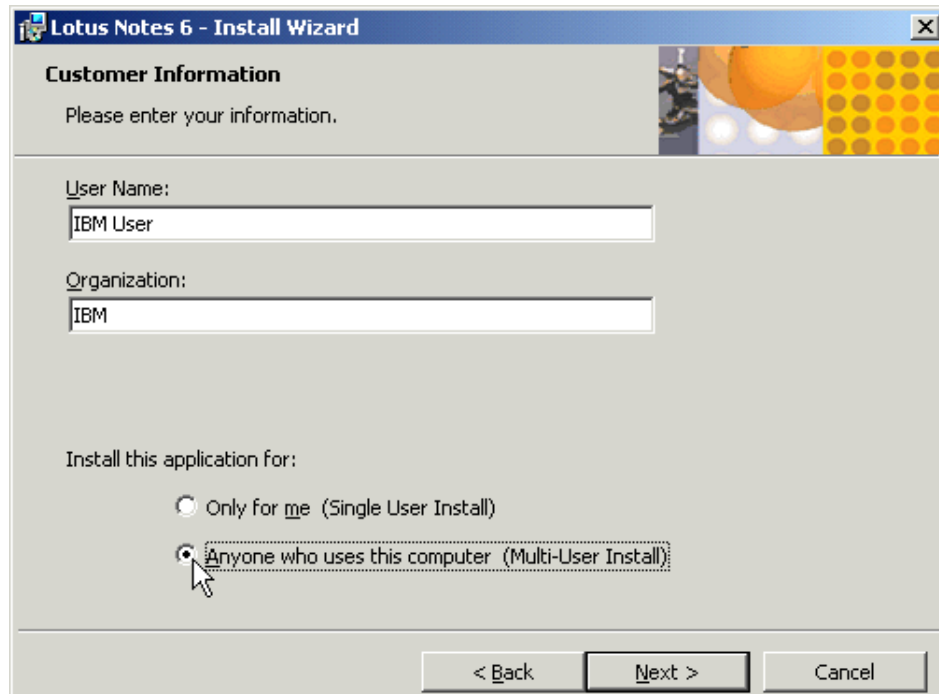 Lotus Notes 6 - Install Wizard
Customer Information
Please enter your information.
User Name:
IBM User
Organization:
IBM
Install this application for:
Only for me (Single User Install)
Anyone who uses this computer (Multi-User Install)
< Back Next > Cancel